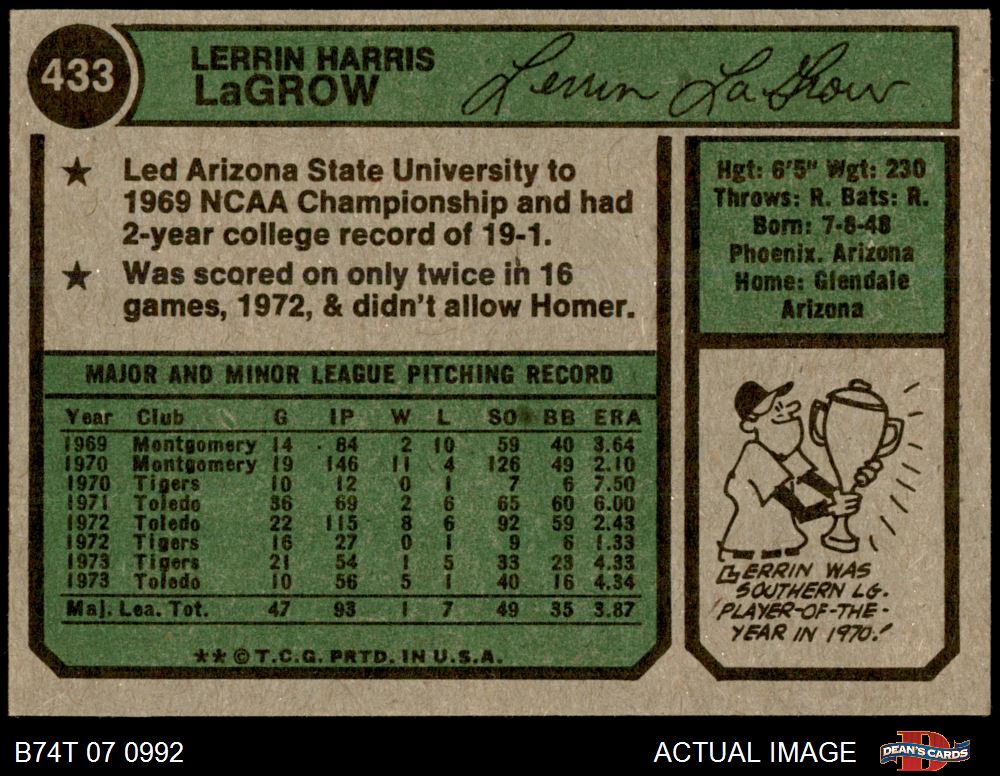 433
LERRIN HARRIS
LaGROW
Lerrin LaGrow
★ Led Arizona State University to
1969 NCAA Championship and had
2-year college record of 19-1.
★ Was scored on only twice in 16
games, 1972, & didn't allow Homer.
Hgt: 6'5" Wgt: 230
Throws: R. Bats: R.
Born: 7-8-48
Phoenix, Arizona
Home: Glendale
Arizona
MAJOR AND MINOR LEAGUE PITCHING RECORD
Year Club G IP W L SO BB ERA
1969 Montgomery 14 84 2 10 59 40 3.64
1970 Montgomery 19 146 11 4 126 49 2.10
1970 Tigers 10 12 0 1 7 6 7.50
1971 Toledo 36 69 2 6 65 60 6.00
1972 Toledo 22 115 8 6 92 59 2.43
1972 Tigers 16 27 0 1 9 6 1.33
1973 Tigers 21 54 1 5 33 23 4.33
1973 Toledo 10 56 5 1 40 16 4.34
Maj. Lea. Tot. 47 93 1 7 49 35 3.87
★★ © T.C.G. PRTD. IN U.S.A.
LERRIN WAS
SOUTHERN LG.
PLAYER-OF-THE-
YEAR IN 1970!
B74T 07 0992
ACTUAL IMAGE
DEAN'S CARDS